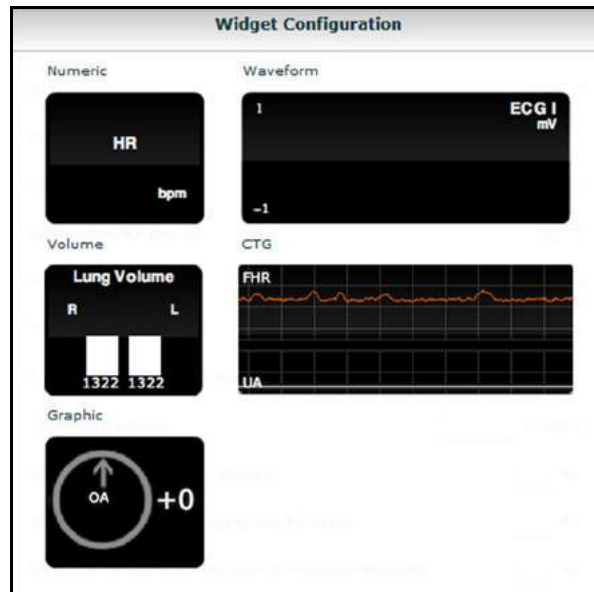 Widget Configuration
Numeric
Waveform
HR
bpm
1
ECG I
mV
-1
Volume
CTG
Lung Volume
R L
1322 1322
FHR
UA
Graphic
OA
+0